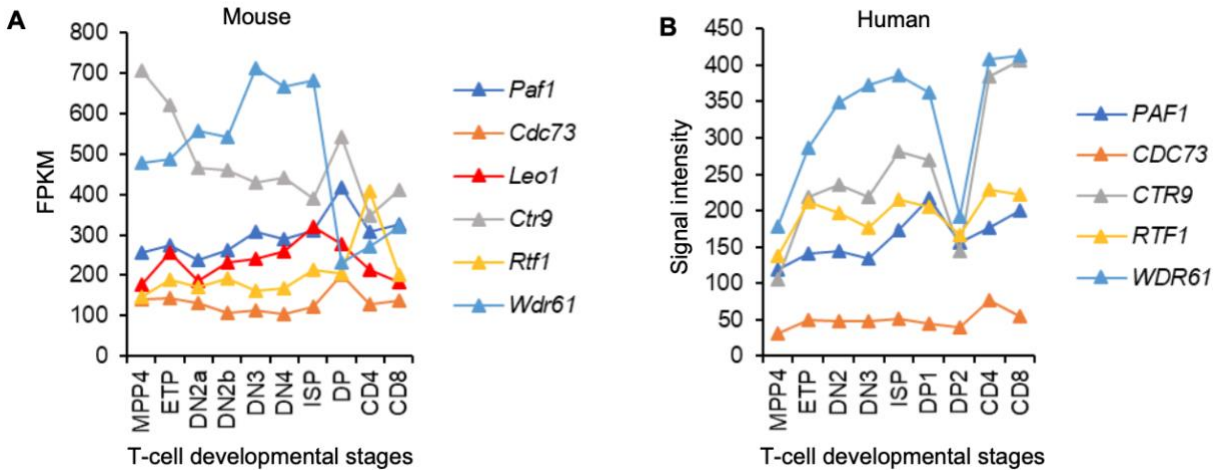 A
Mouse
FPKM
800
700
600
500
400
300
200
100
0
MPP4
ETP
DN2a
DN2b
DN3
DN4
ISP
DP
CD4
CD8
T-cell developmental stages
Paf1
Cdc73
Leo1
Ctr9
Rtf1
Wdr61
B
Human
Signal intensity
450
400
350
300
250
200
150
100
50
0
MPP4
ETP
DN2
DN3
ISP
DP1
DP2
CD4
CD8
T-cell developmental stages
PAF1
CDC73
CTR9
RTF1
WDR61